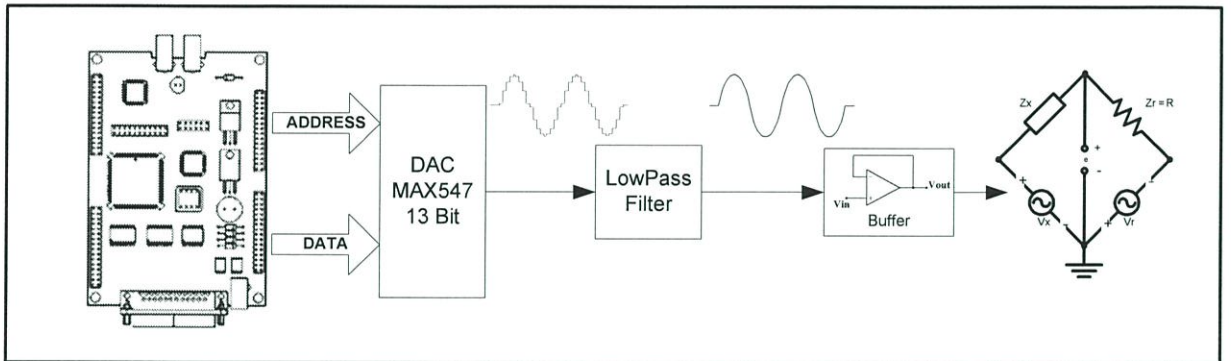 ADDRESS
DATA
DAC
MAX547
13 Bit
LowPass
Filter
Vin
Vout
Buffer
Zx
Zr = R
+
e
-
+
Vx
-
-
Vr
+